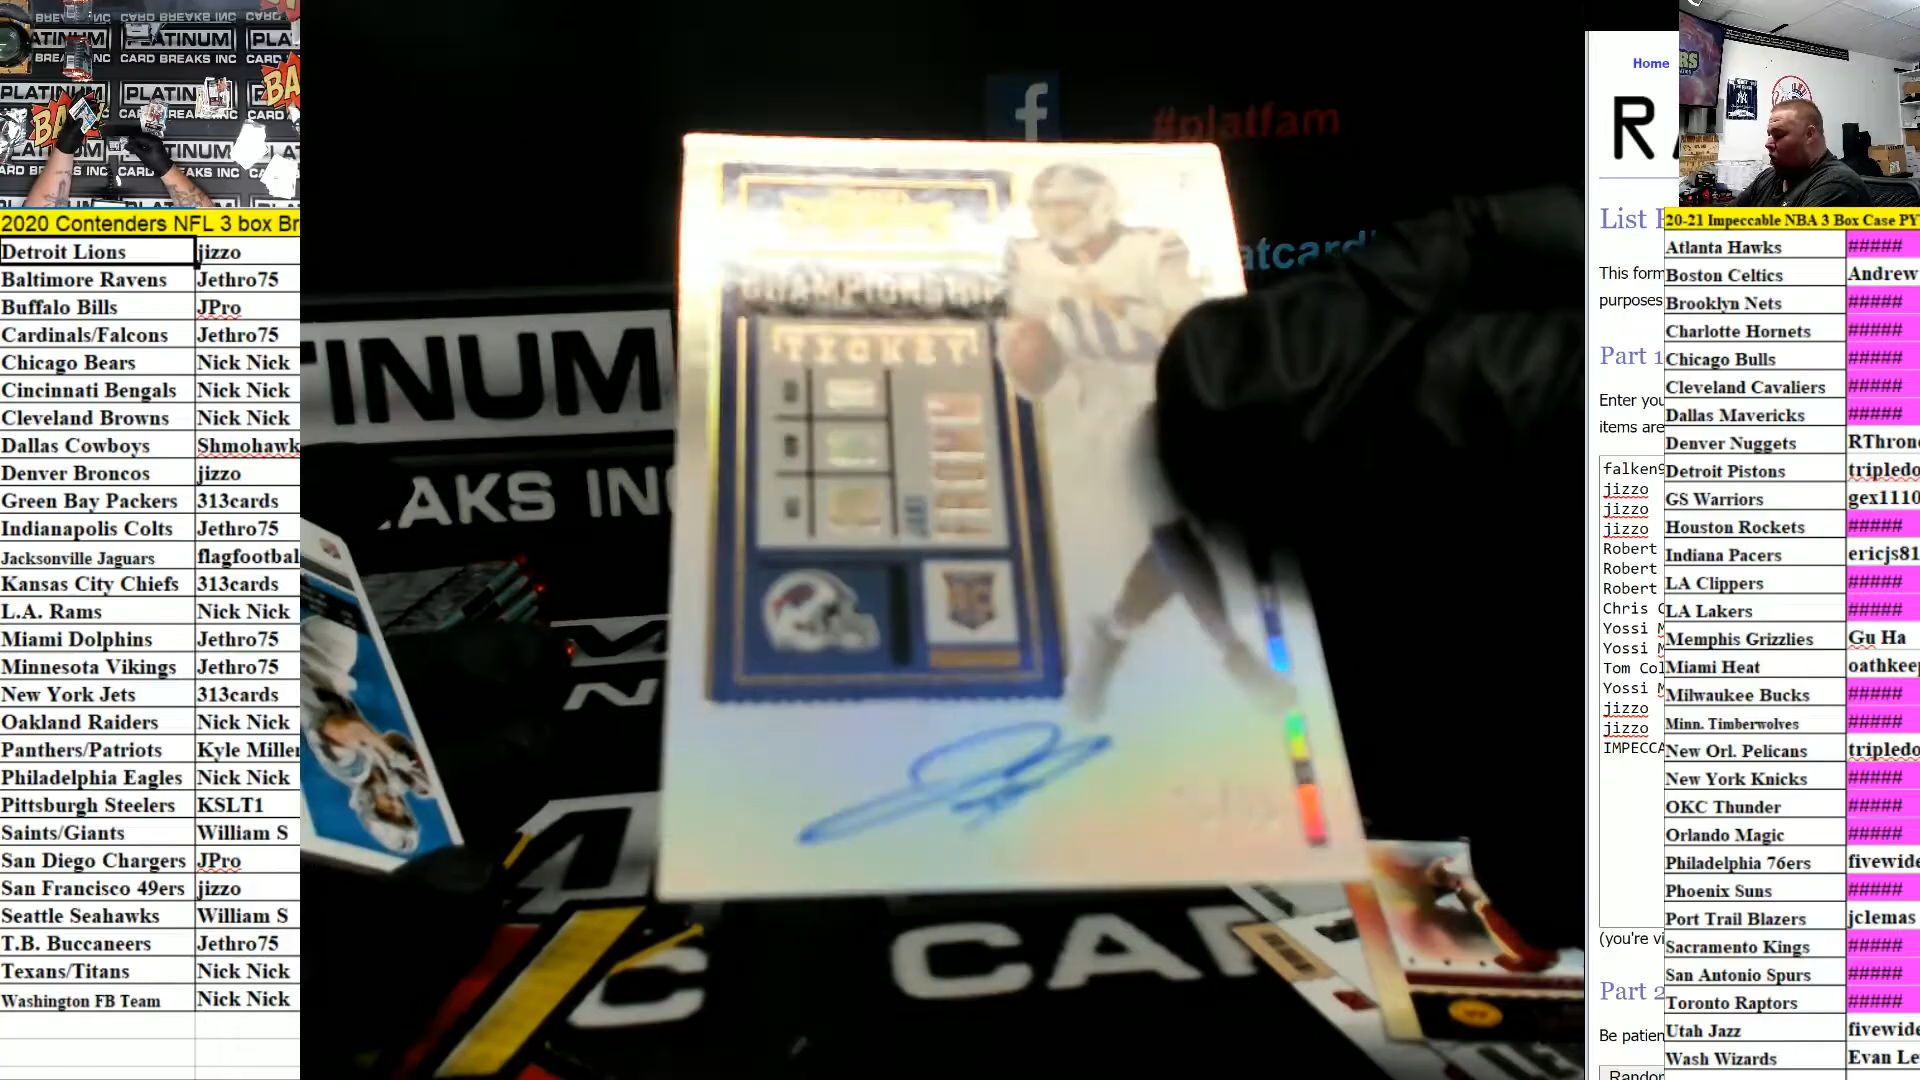 2020 Contenders NFL 3 box Br
Detroit Lions jizzo
Baltimore Ravens Jethro75
Buffalo Bills JPro
Cardinals/Falcons Jethro75
Chicago Bears Nick Nick
Cincinnati Bengals Nick Nick
Cleveland Browns Nick Nick
Dallas Cowboys Shmohawk
Denver Broncos jizzo
Green Bay Packers 313cards
Indianapolis Colts Jethro75
Jacksonville Jaguars flagfootbal
Kansas City Chiefs 313cards
L.A. Rams Nick Nick
Miami Dolphins Jethro75
Minnesota Vikings Jethro75
New York Jets 313cards
Oakland Raiders Nick Nick
Panthers/Patriots Kyle Miller
Philadelphia Eagles Nick Nick
Pittsburgh Steelers KSLT1
Saints/Giants William S
San Diego Chargers JPro
San Francisco 49ers jizzo
Seattle Seahawks William S
T.B. Buccaneers Jethro75
Texans/Titans Nick Nick
Washington FB Team Nick Nick
PLATINUM
CARD BREAKS INC
#platfam
atcard
TINUM
AKS IN
CHAMPIONSHIP
TICKET
C CAR
Home
RA
List
This form
purposes
Part 1
Enter you
items are
falken9
jizzo
jizzo
jizzo
Robert
Robert
Robert
Chris
Yossi M
Yossi M
Tom Col
Yossi M
jizzo
jizzo
IMPECCA
(you're vi
Part 2
Be patien
Random
20-21 Impeccable NBA 3 Box Case PY
Atlanta Hawks #####
Boston Celtics Andrew
Brooklyn Nets #####
Charlotte Hornets #####
Chicago Bulls #####
Cleveland Cavaliers #####
Dallas Mavericks #####
Denver Nuggets RThron
Detroit Pistons tripledo
GS Warriors gex1110
Houston Rockets #####
Indiana Pacers ericjs81
LA Clippers #####
LA Lakers #####
Memphis Grizzlies Gu Ha
Miami Heat oathkeep
Milwaukee Bucks #####
Minn. Timberwolves #####
New Orl. Pelicans tripledo
New York Knicks #####
OKC Thunder #####
Orlando Magic #####
Philadelphia 76ers fivewide
Phoenix Suns #####
Port Trail Blazers jclemas
Sacramento Kings #####
San Antonio Spurs #####
Toronto Raptors #####
Utah Jazz fivewide
Wash Wizards Evan Le